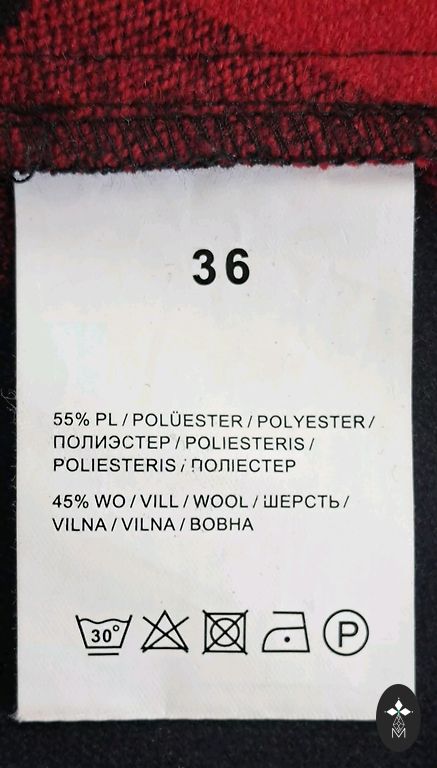 36
55% PL / POLÜESTER / POLYESTER /
ПОЛИЭСТЕР / POLIESTERIS /
POLIESTERIS / ПОЛІЕСТЕР
45% WO / VILL / WOOL / ШЕРСТЬ /
VILNA / VILNA / ВОВНА
30° P
M